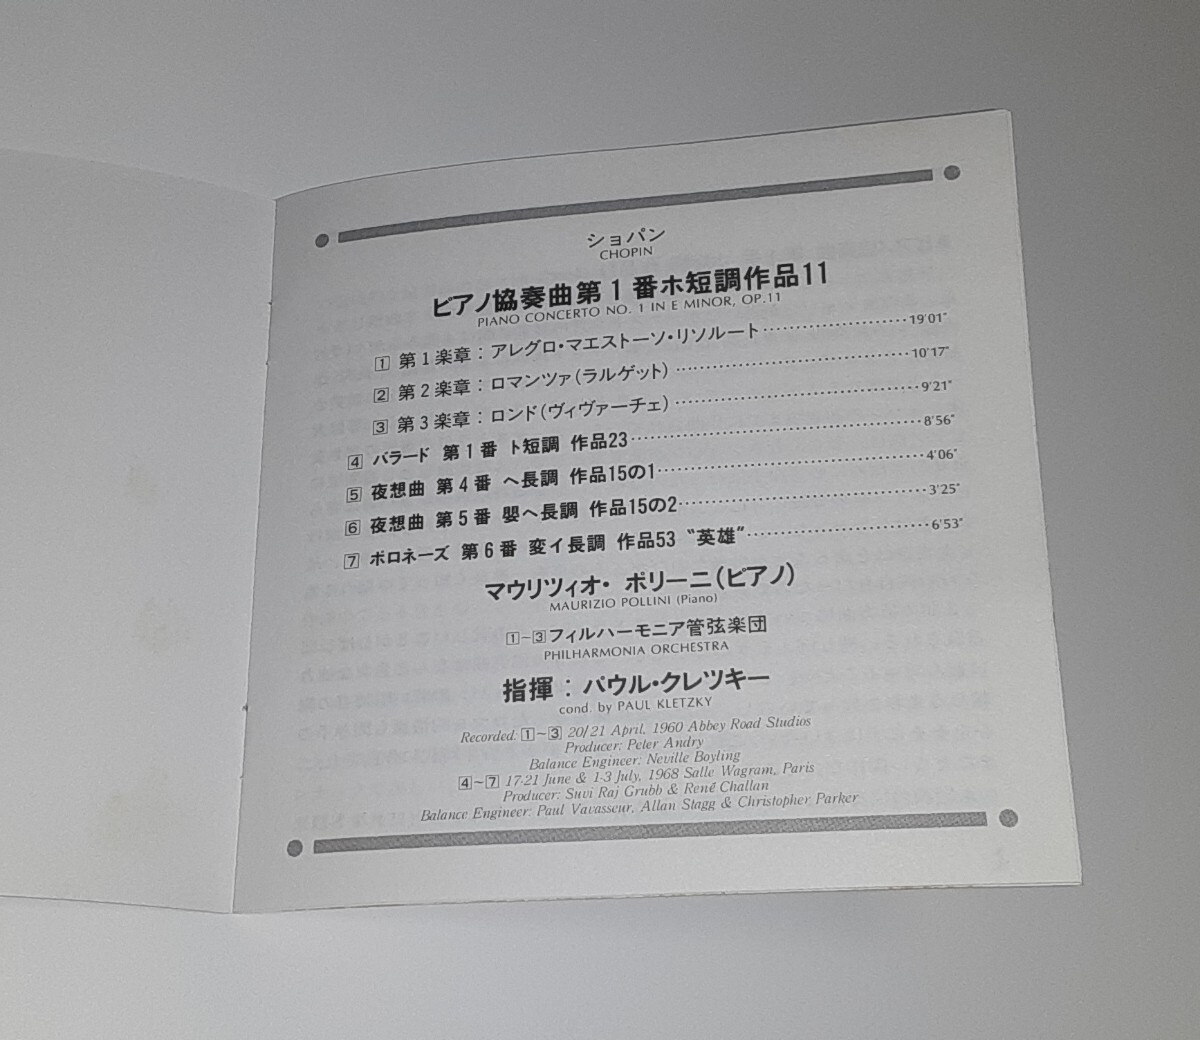 ショパン
CHOPIN
ピアノ協奏曲第1番ホ短調作品11
PIANO CONCERTO NO. 1 IN E MINOR, OP.11
1 第1楽章：アレグロ・マエストーソ・リソルート……………………19'01"
2 第2楽章：ロマンツァ(ラルゲット)……………………10'17"
3 第3楽章：ロンド(ヴィヴァーチェ)……………………9'21"
4 バラード 第1番 ト短調 作品23……………………8'56"
5 夜想曲 第4番 ヘ長調 作品15の1……………………4'06"
6 夜想曲 第5番 嬰ヘ長調 作品15の2……………………3'25"
7 ポロネーズ 第6番 変イ長調 作品53 “英雄”……………………6'53"
マウリツィオ・ ポリーニ(ピアノ)
MAURIZIO POLLINI (Piano)
1~3フィルハーモニア管弦楽団
PHILHARMONIA ORCHESTRA
指揮：パウル・クレツキー
cond. by PAUL KLETZKY
Recorded: 1~3 20/21 April, 1960 Abbey Road Studios
Producer: Peter Andry
Balance Engineer: Neville Boyling
4~7 17-21 June & 1-3 July, 1968 Salle Wagram, Paris
Producer: Suvi Raj Grubb & René Challan
Balance Engineer: Paul Vavasseur, Allan Stagg & Christopher Parker